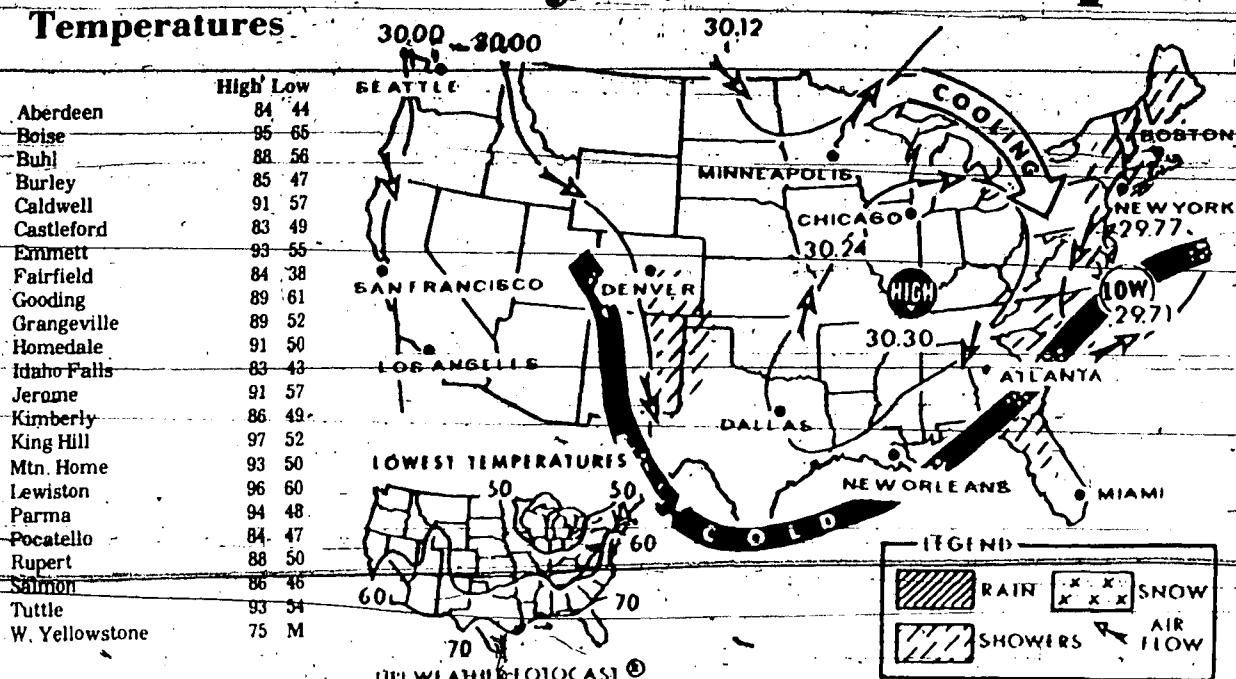 Temperatures
High Low
Aberdeen 84 44
Boise 95 65
Buhl 88 56
Burley 85 47
Caldwell 91 57
Castleford 83 49
Emmett 93 55
Fairfield 84 38
Gooding 89 61
Grangeville 89 52
Homedale 91 50
Idaho Falls 83 43
Jerome 91 57
Kimberly 86 49
King Hill 97 52
Mtn. Home 93 50
Lewiston 96 60
Parma 94 48
Pocatello 84 47
Rupert 88 50
Salmon 86 46
Tuttle 93 54
W. Yellowstone 75 M
30.00
30.00
30.12
SEATTLE
COOLING
BOSTON
MINNEAPOLIS
CHICAGO
NEW YORK
30.24
29.77
SAN FRANCISCO
DENVER
HIGH
LOW
29.71
30.30
LOS ANGELES
ATLANTA
DALLAS
NEW ORLEANS
MIAMI
COLD
LOWEST TEMPERATURES
50
50
60
60
70
70
UPI WEATHER FOTOCAST ®
LEGEND
RAIN
SNOW
SHOWERS
AIR
FLOW